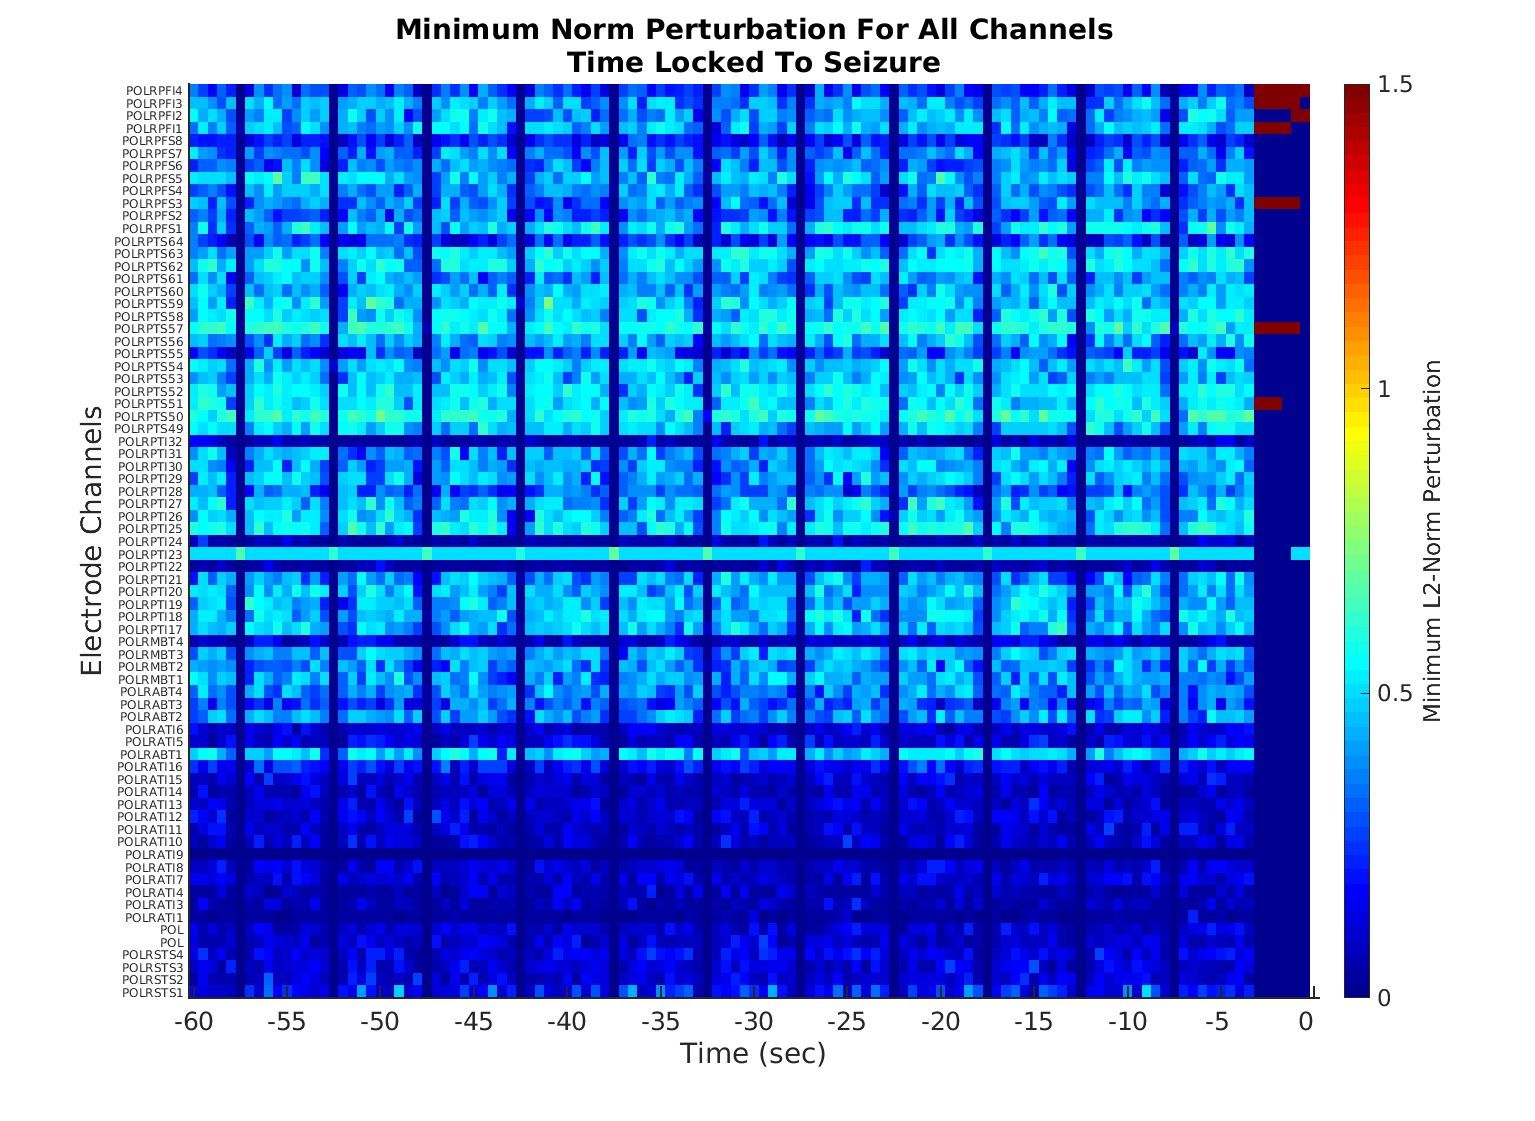 Minimum Norm Perturbation For All Channels
Time Locked To Seizure
POLRPFI4
POLRPFI3
POLRPFI2
POLRPFI1
POLRPFS8
POLRPFS7
POLRPFS6
POLRPFS5
POLRPFS4
POLRPFS3
POLRPFS2
POLRPFS1
POLRPTS64
POLRPTS63
POLRPTS62
POLRPTS61
POLRPTS60
POLRPTS59
POLRPTS58
POLRPTS57
POLRPTS56
POLRPTS55
POLRPTS54
POLRPTS53
POLRPTS52
POLRPTS51
POLRPTS50
POLRPTS49
POLRPTI32
POLRPTI31
POLRPTI30
POLRPTI29
POLRPTI28
POLRPTI27
POLRPTI26
POLRPTI25
POLRPTI24
POLRPTI23
POLRPTI22
POLRPTI21
POLRPTI20
POLRPTI19
POLRPTI18
POLRPTI17
POLRMBT4
POLRMBT3
POLRMBT2
POLRMBT1
POLRABT4
POLRABT3
POLRABT2
POLRATI6
POLRATI5
POLRABT1
POLRATI16
POLRATI15
POLRATI14
POLRATI13
POLRATI12
POLRATI11
POLRATI10
POLRATI9
POLRATI8
POLRATI7
POLRATI4
POLRATI3
POLRATI1
POL
POL
POLRSTS4
POLRSTS3
POLRSTS2
POLRSTS1
Electrode Channels
-60 -55 -50 -45 -40 -35 -30 -25 -20 -15 -10 -5 0
Time (sec)
1.5
1
0.5
0
Minimum L2-Norm Perturbation